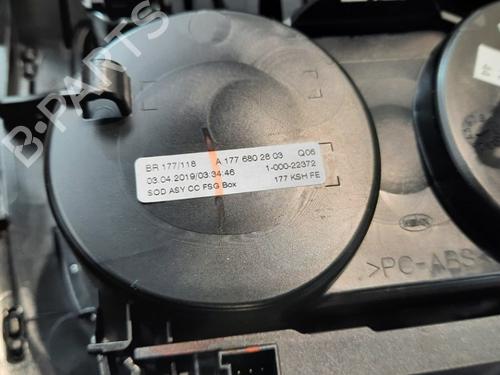 B-PARTS
BR 177/118 A 177 680 28 03 Q06
03.04.2019/03:34:46 1-000-22372
SOD ASY CC FSG Box 177 KSH FE
>PC-ABS<